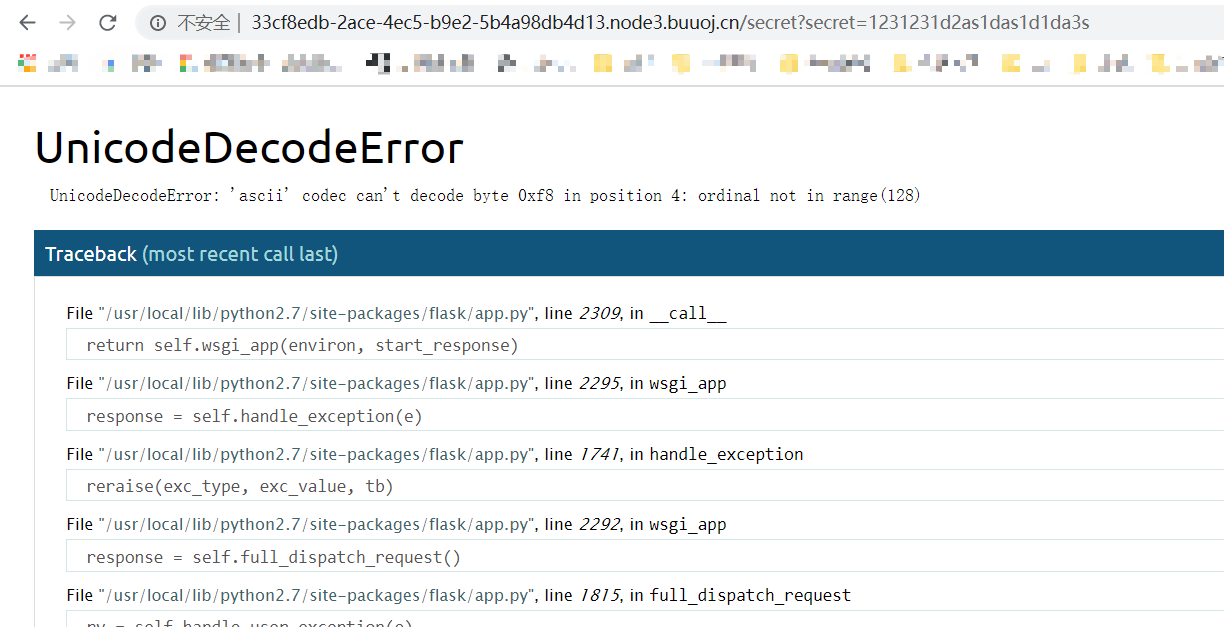 不安全 | 33cf8edb-2ace-4ec5-b9e2-5b4a98db4d13.node3.buuoj.cn/secret?secret=1231231d2as1das1d1da3s
UnicodeDecodeError
UnicodeDecodeError: 'ascii' codec can't decode byte 0xf8 in position 4: ordinal not in range(128)
Traceback (most recent call last)
File "/usr/local/lib/python2.7/site-packages/flask/app.py", line 2309, in __call__
return self.wsgi_app(environ, start_response)
File "/usr/local/lib/python2.7/site-packages/flask/app.py", line 2295, in wsgi_app
response = self.handle_exception(e)
File "/usr/local/lib/python2.7/site-packages/flask/app.py", line 1741, in handle_exception
reraise(exc_type, exc_value, tb)
File "/usr/local/lib/python2.7/site-packages/flask/app.py", line 2292, in wsgi_app
response = self.full_dispatch_request()
File "/usr/local/lib/python2.7/site-packages/flask/app.py", line 1815, in full_dispatch_request
rv = self.handle_user_exception(e)